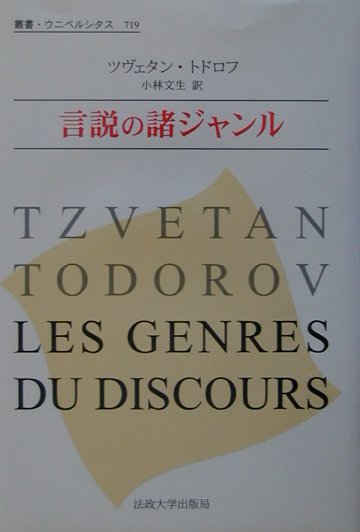 叢書・ウニベルシタス 719
ツヴェタン・トドロフ
小林文生 訳
言説の諸ジャンル
TZVETAN
TODOROV
LES GENRES
DU DISCOURS
法政大学出版局